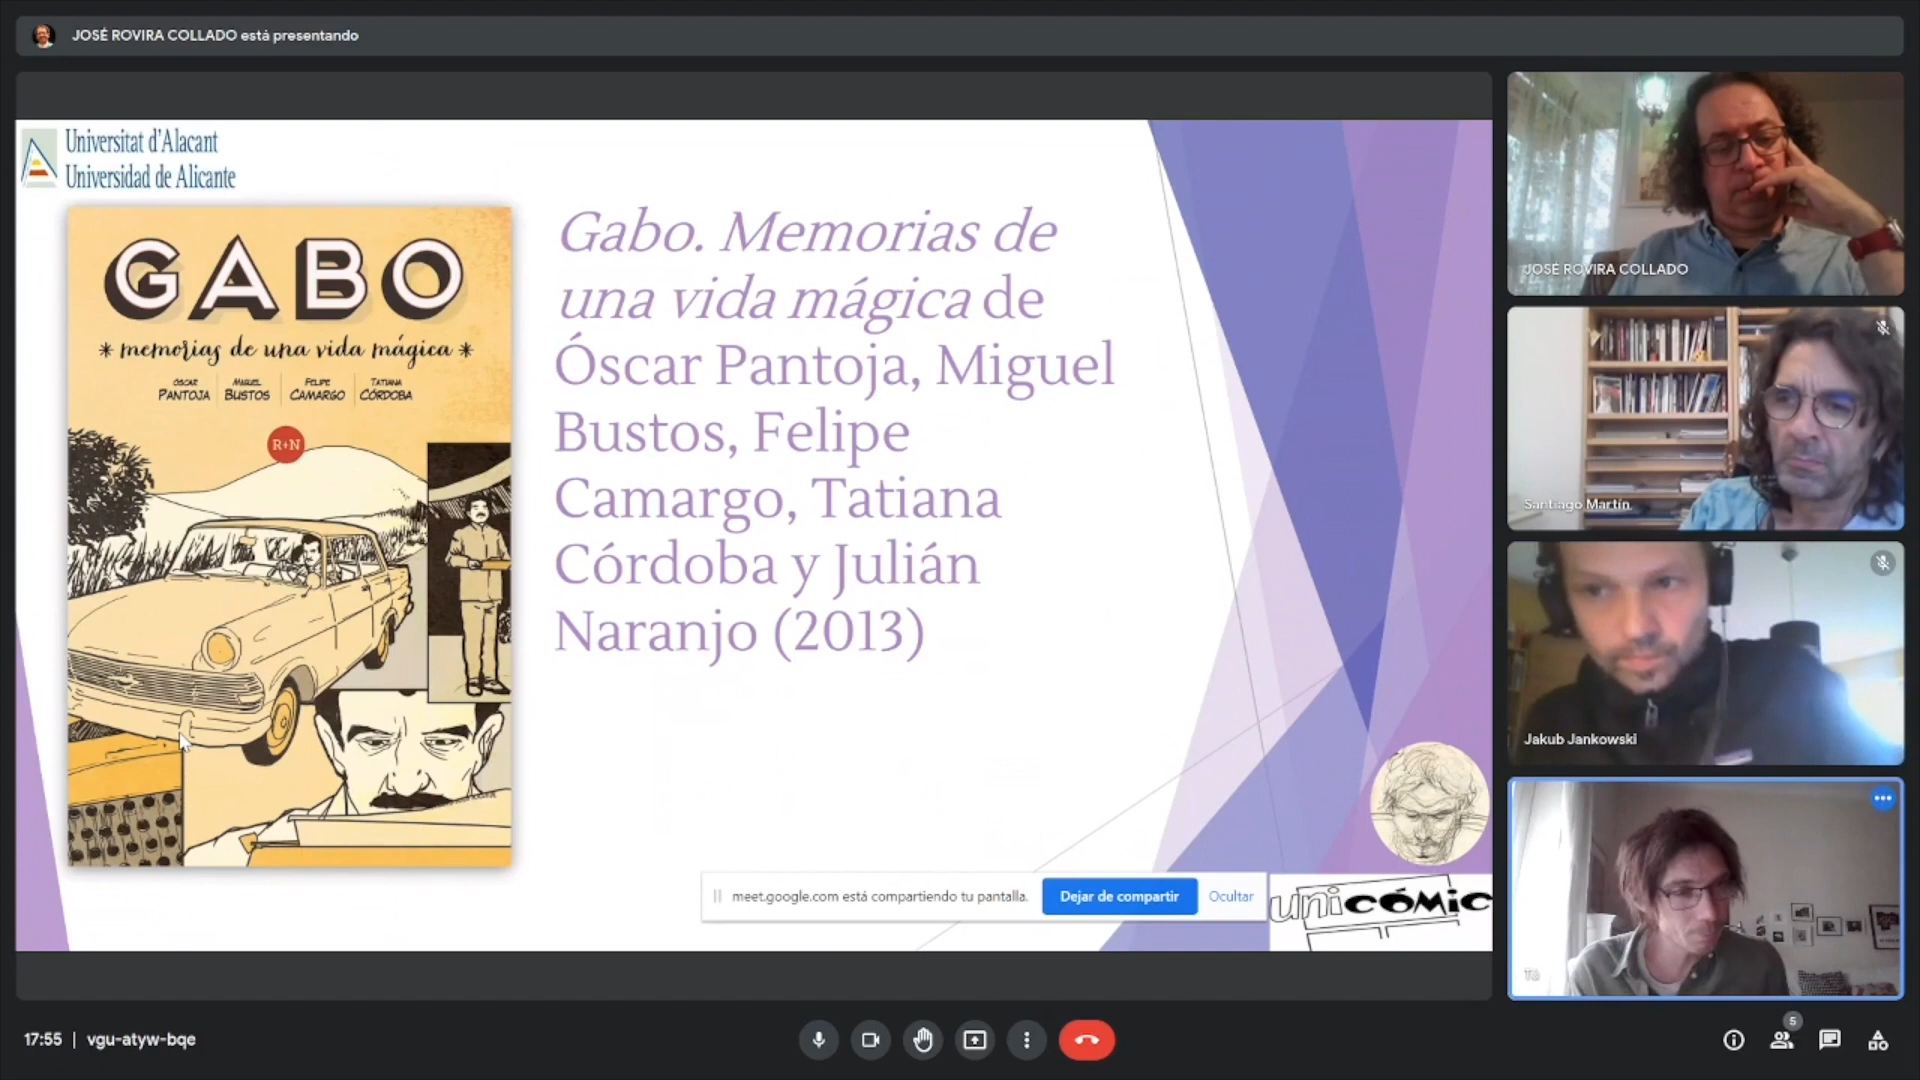 JOSÉ ROVIRA COLLADO está presentando
Universitat d'Alacant
Universidad de Alicante
GABO
* memorias de una vida mágica *
ÓSCAR PANTOJA
MIGUEL BUSTOS
FELIPE CAMARGO
TATIANA CÓRDOBA
R+N
Gabo. Memorias de
una vida mágica de
Óscar Pantoja, Miguel
Bustos, Felipe
Camargo, Tatiana
Córdoba y Julián
Naranjo (2013)
meet.google.com está compartiendo tu pantalla.
Dejar de compartir
Ocultar
unicómic
JOSÉ ROVIRA COLLADO
Santiago Martín
Jakub Jankowski
Tú
17:55 | vgu-atyw-bqe
5